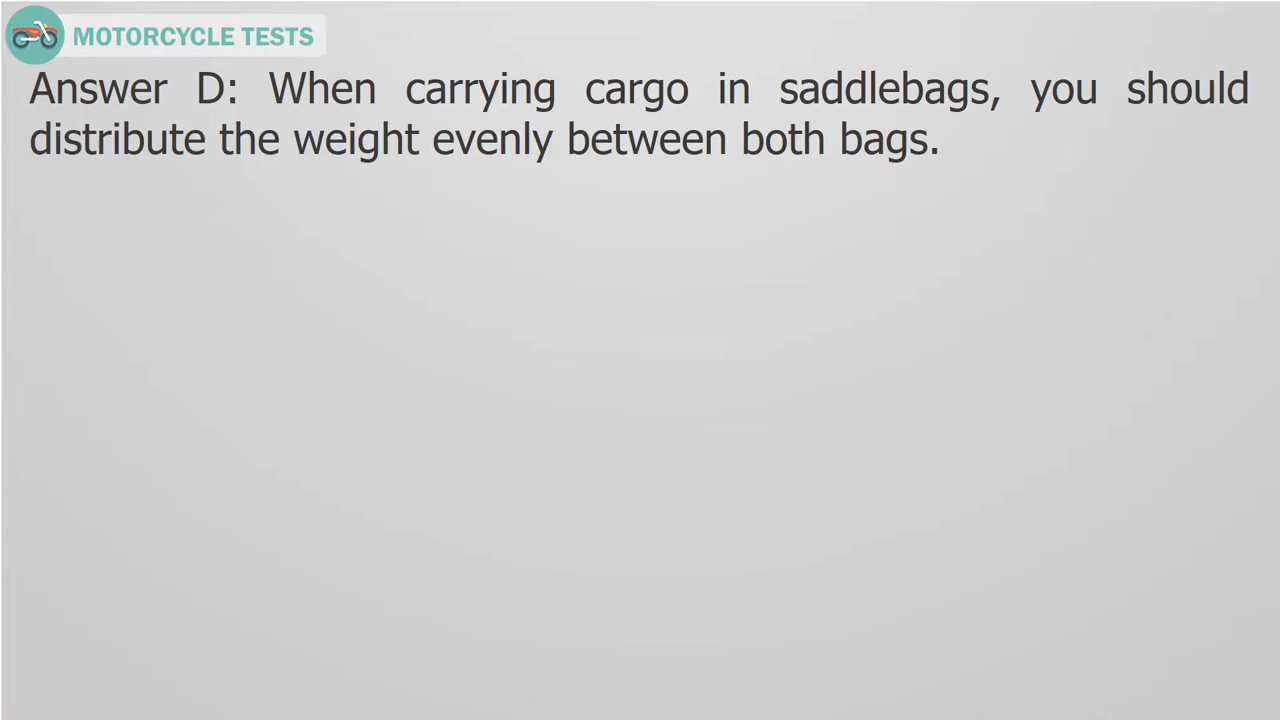 MOTORCYCLE TESTS
Answer D: When carrying cargo in saddlebags, you should
distribute the weight evenly between both bags.